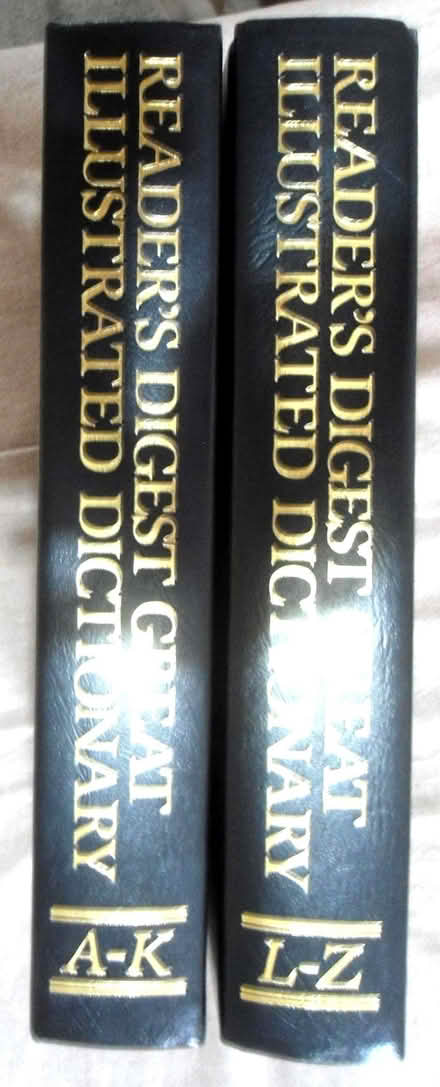 READER'S DIGEST GREAT
ILLUSTRATED DICTIONARY
A-K
READER'S DIGEST GREAT
ILLUSTRATED DICTIONARY
L-Z